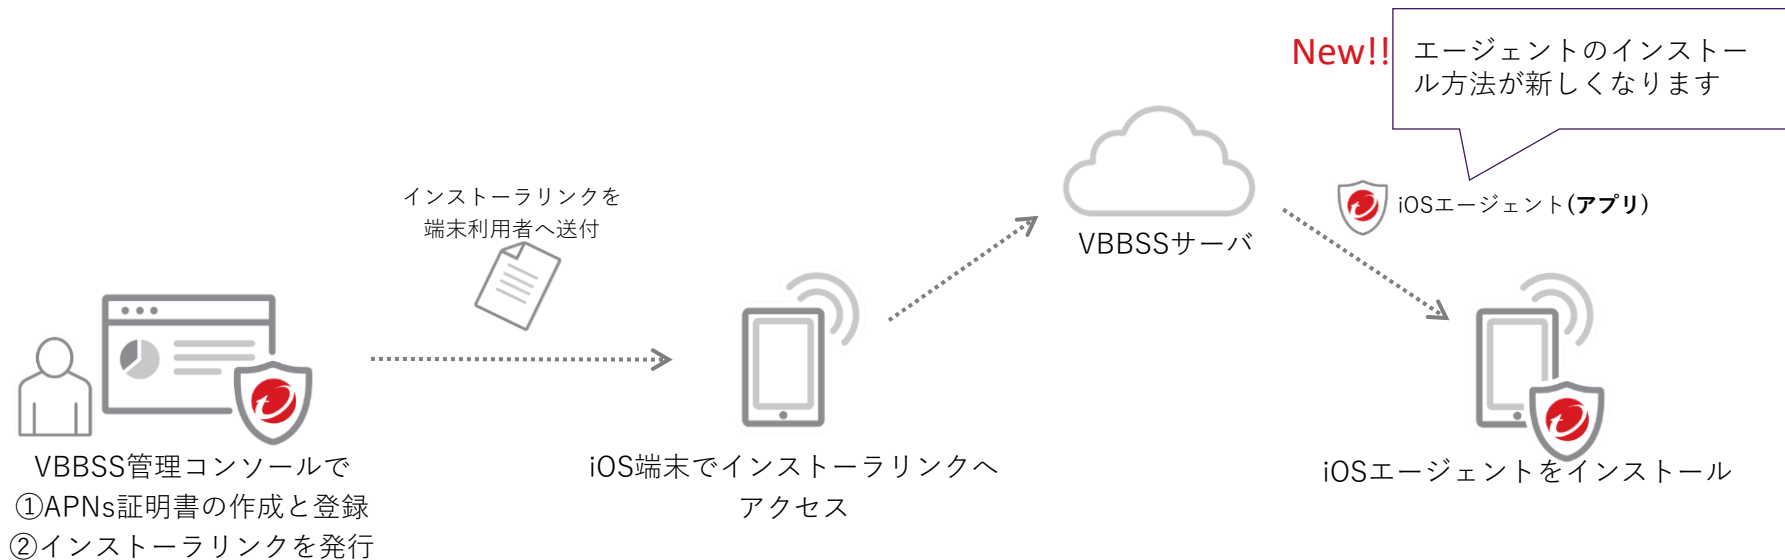 New!!
エージェントのインストー
ル方法が新しくなります
インストーラリンクを
端末利用者へ送付
iOSエージェント(アプリ)
VBBSSサーバ
VBBSS管理コンソールで
①APNs証明書の作成と登録
②インストーラリンクを発行
iOS端末でインストーラリンクへ
アクセス
iOSエージェントをインストール